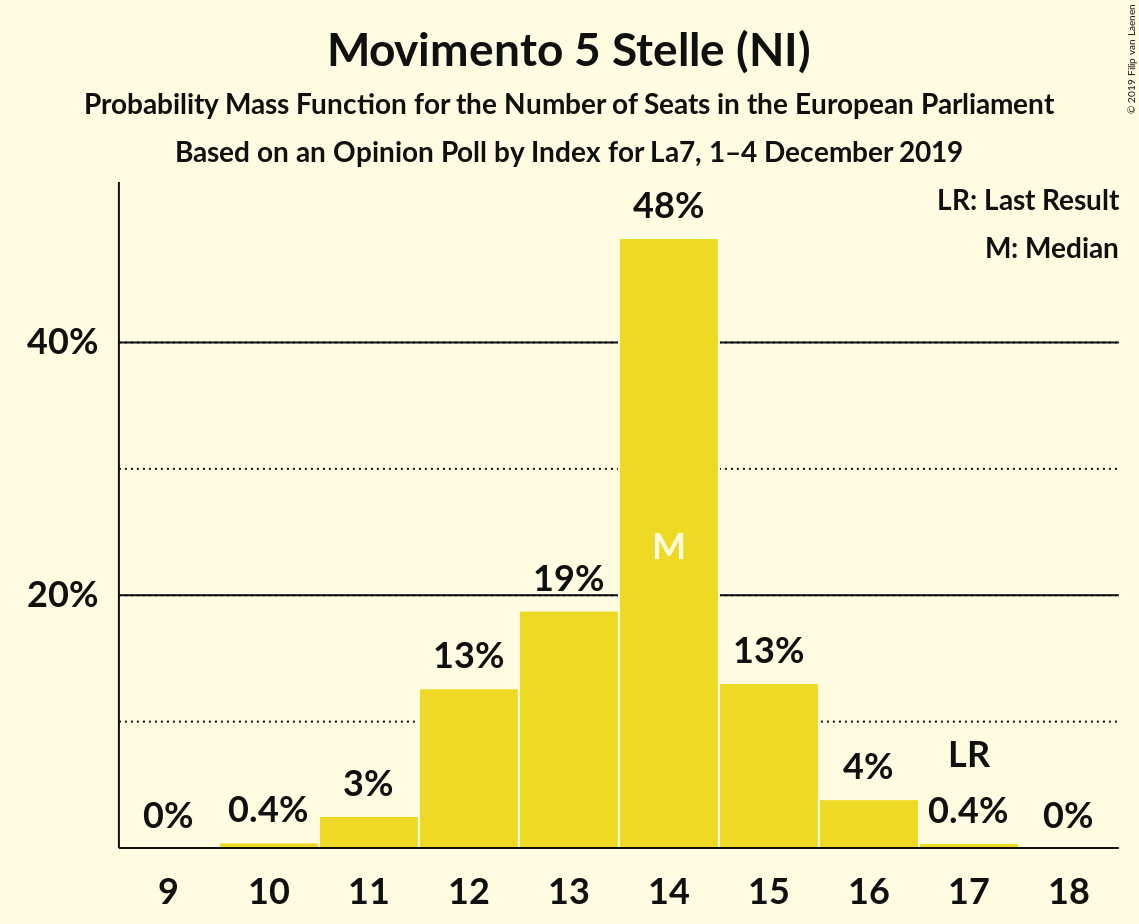 Movimento 5 Stelle (NI)
Probability Mass Function for the Number of Seats in the European Parliament
Based on an Opinion Poll by Index for La7, 1–4 December 2019
© 2019 Filip van Laenen
LR: Last Result
M: Median
48%
40%
M
19%
20%
13%
13%
LR
4%
3%
0%
0.4%
0.4%
0%
9 10 11 12 13 14 15 16 17 18